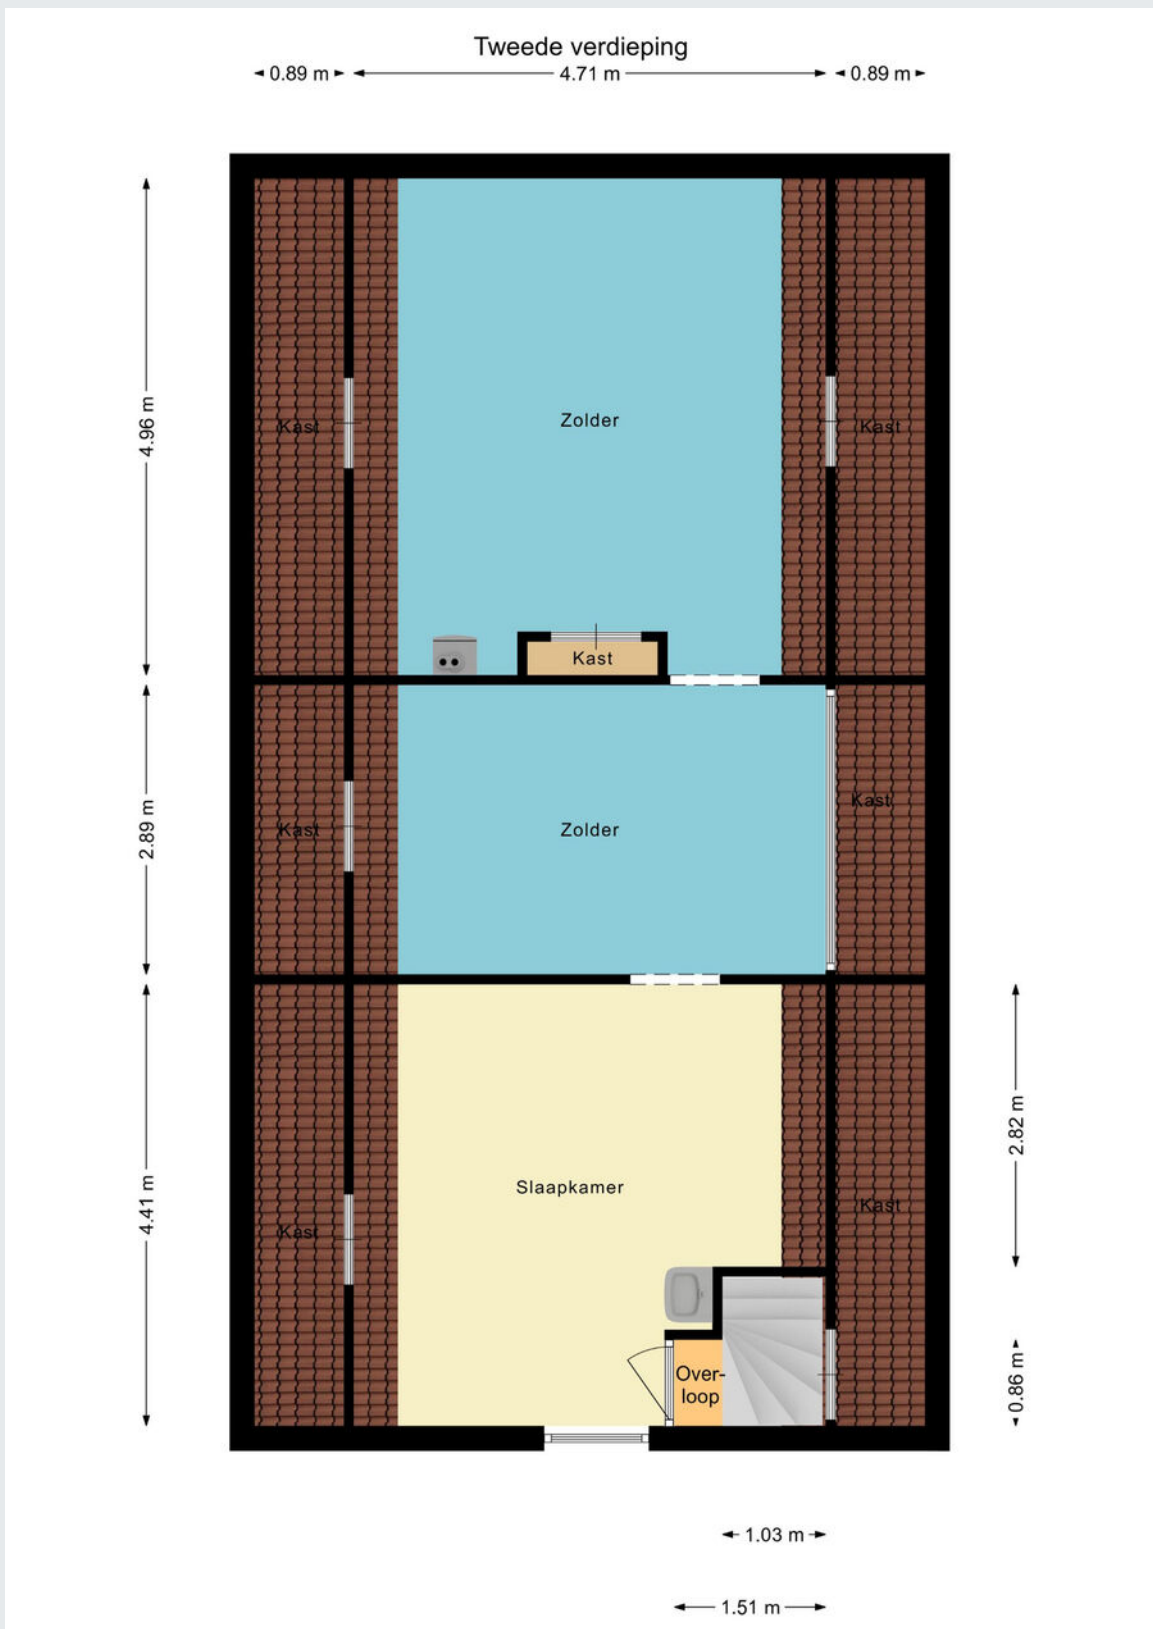 Tweede verdieping
0.89 m
4.71 m
0.89 m
4.96 m
Kast
Zolder
Kast
Kast
2.89 m
Kast
Zolder
Kast
4.41 m
Kast
Slaapkamer
Kast
2.82 m
Over-
loop
0.86 m
1.03 m
1.51 m